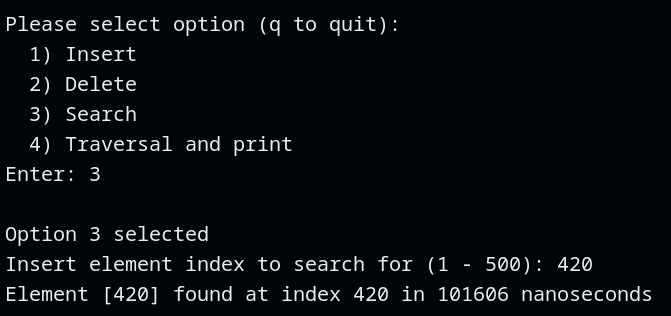 Please select option (q to quit):
  1) Insert
  2) Delete
  3) Search
  4) Traversal and print
Enter: 3

Option 3 selected
Insert element index to search for (1 - 500): 420
Element [420] found at index 420 in 101606 nanoseconds